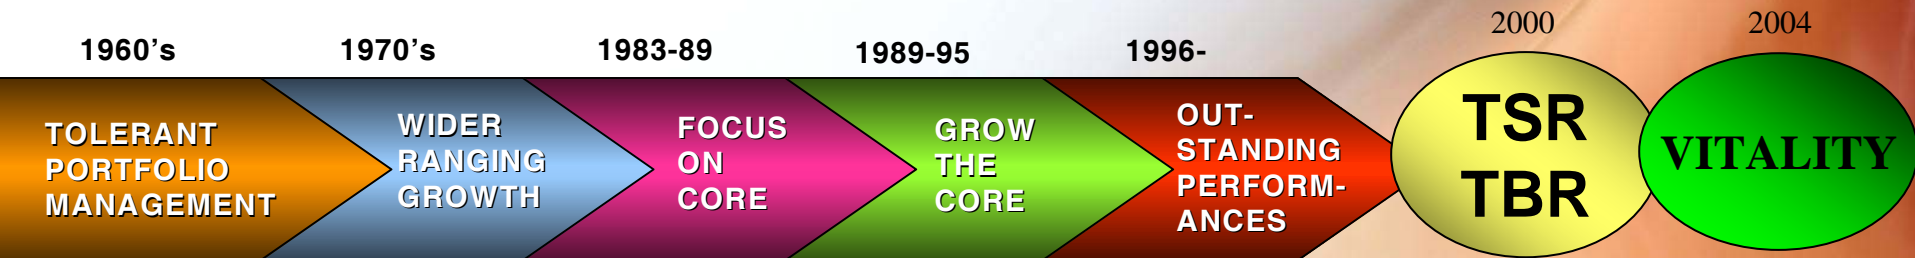 1960's
1970's
1983-89
1989-95
1996-
2000
2004
TOLERANT
PORTFOLIO
MANAGEMENT
WIDER
RANGING
GROWTH
FOCUS
ON
CORE
GROW
THE
CORE
OUT-
STANDING
PERFORM-
ANCES
TSR
TBR
VITALITY